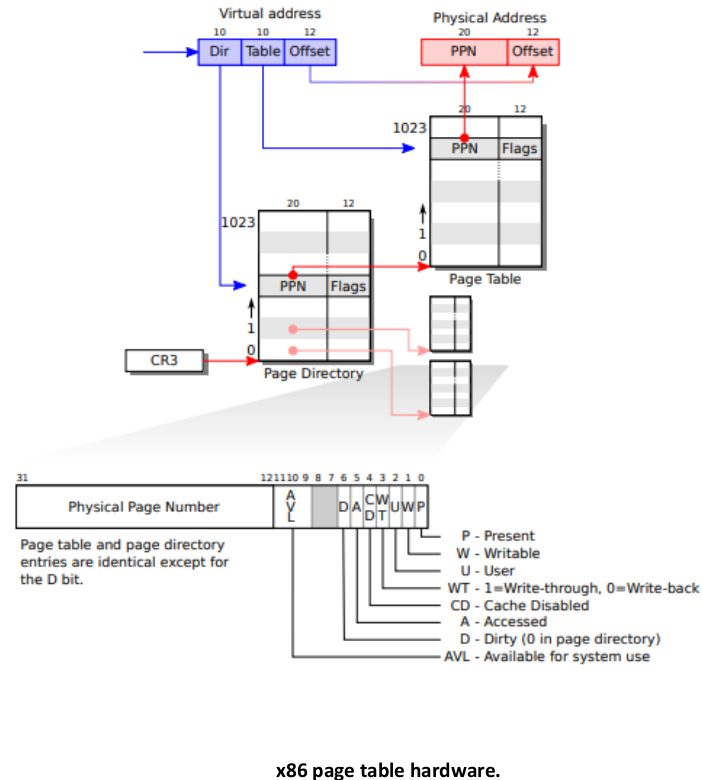 Virtual address
Physical Address
10 10 12
20 12
Dir Table Offset
PPN Offset
20 12
1023
PPN Flags
1
0
Page Table
20 12
1023
PPN Flags
1
0
CR3
Page Directory
31 12 11 10 9 8 7 6 5 4 3 2 1 0
Physical Page Number
AVL
D
A
CD
WT
U
W
P
Page table and page directory
entries are identical except for
the D bit.
P - Present
W - Writable
U - User
WT - 1=Write-through, 0=Write-back
CD - Cache Disabled
A - Accessed
D - Dirty (0 in page directory)
AVL - Available for system use
x86 page table hardware.